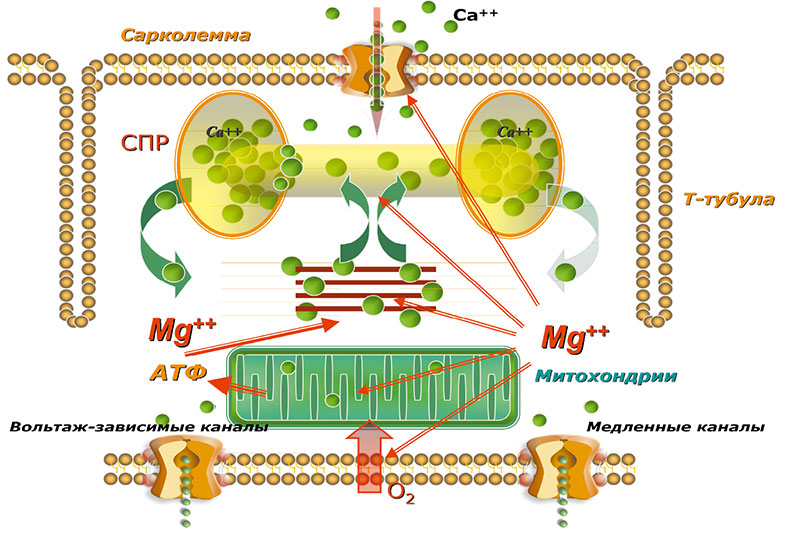 Ca++
Сарколемма
СПР
Ca++
Ca++
Т-тубула
Mg++
Mg++
АТФ
Митохондрии
Вольтаж-зависимые каналы
Медленные каналы
O2